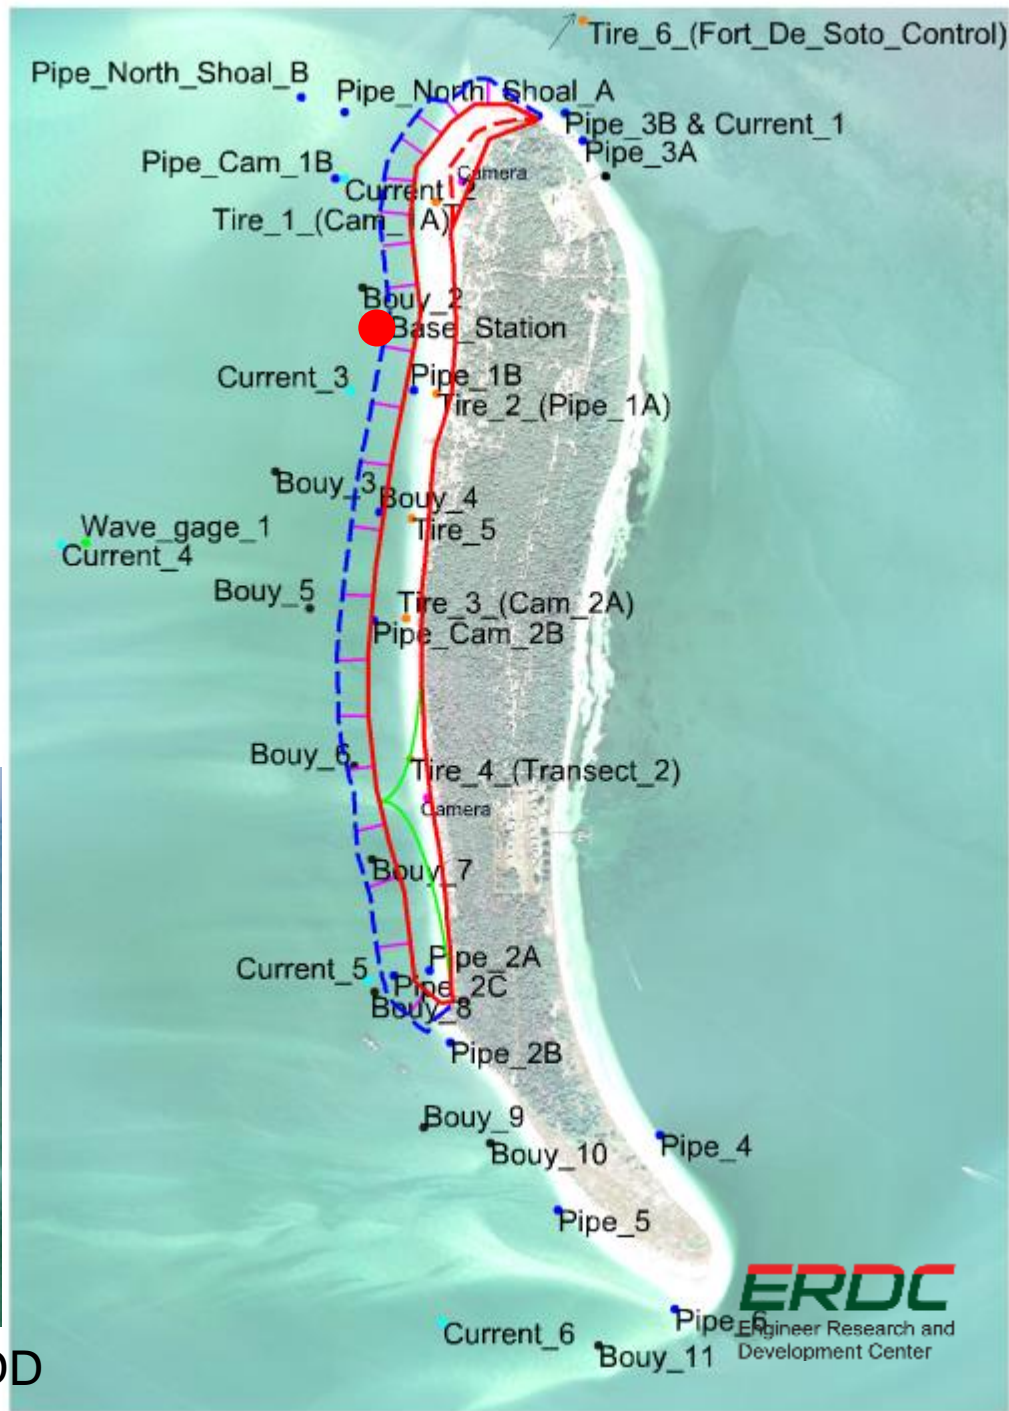 Tire_6_(Fort_De_Soto_Control)
Pipe_North_Shoal_B
Pipe_North_Shoal_A
Pipe_3B & Current_1
Pipe_3A
Pipe_Cam_1B
Camera
Current_2
Tire_1_(Cam_1A)
Bouy_2
Base_Station
Current_3
Pipe_1B
Tire_2_(Pipe_1A)
Bouy_3
Bouy_4
Wave_gage_1
Tire_5
Current_4
Bouy_5
Tire_3_(Cam_2A)
Pipe_Cam_2B
Bouy_6
Tire_4_(Transect_2)
Camera
Bouy_7
Pipe_2A
Current_5
Pipe_2C
Bouy_8
Pipe_2B
Bouy_9
Bouy_10
Pipe_4
Pipe_5
ERDC
Pipe_6
Engineer Research and
Development Center
Current_6
Bouy_11